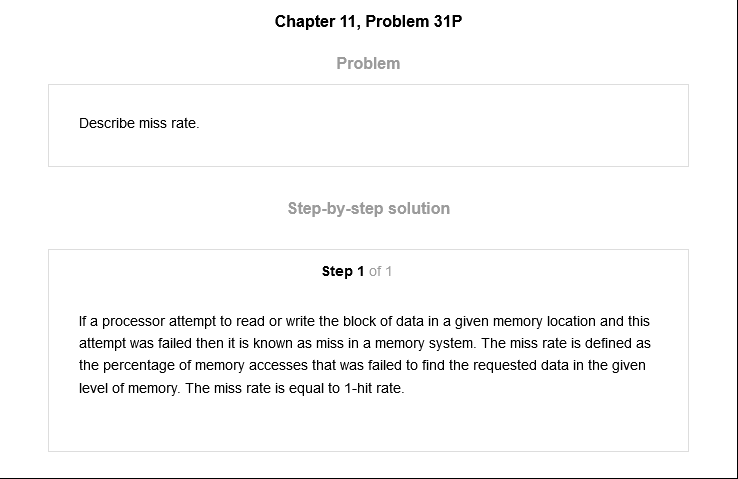 Chapter 11, Problem 31P
Problem
Describe miss rate.
Step-by-step solution
Step 1 of 1
If a processor attempt to read or write the block of data in a given memory location and this
attempt was failed then it is known as miss in a memory system. The miss rate is defined as
the percentage of memory accesses that was failed to find the requested data in the given
level of memory. The miss rate is equal to 1-hit rate.